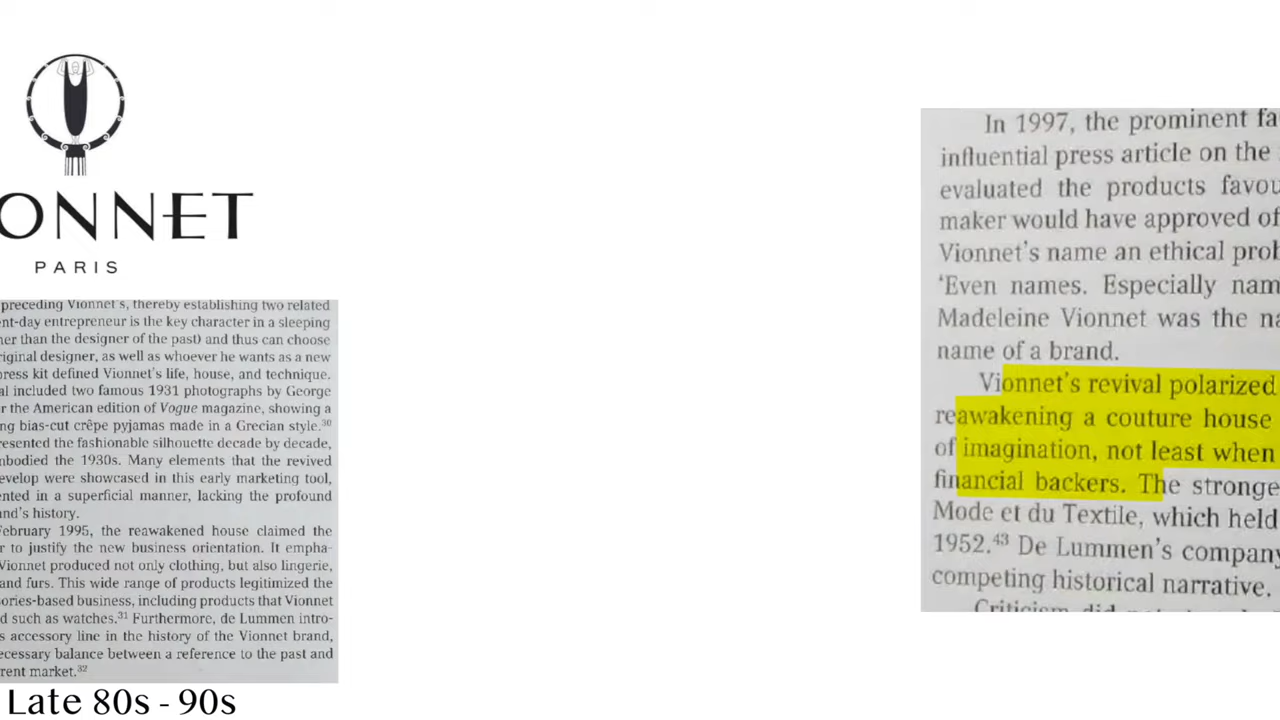 ONNET
PARIS
preceding Vionnet's, thereby establishing two related
nt-day entrepreneur is the key character in a sleeping
her than the designer of the past) and thus can choose
riginal designer, as well as whoever he wants as a new
press kit defined Vionnet's life, house, and technique.
al included two famous 1931 photographs by George
r the American edition of Vogue magazine, showing a
ng bias-cut crêpe pyjamas made in a Grecian style.30
resented the fashionable silhouette decade by decade,
mbodied the 1930s. Many elements that the revived
evelop were showcased in this early marketing tool,
nted in a superficial manner, lacking the profound
and's history.
February 1995, the reawakened house claimed the
r to justify the new business orientation. It empha-
Vionnet produced not only clothing, but also lingerie,
and furs. This wide range of products legitimized the
ories-based business, including products that Vionnet
d such as watches.31 Furthermore, de Lummen intro-
s accessory line in the history of the Vionnet brand,
ecessary balance between a reference to the past and
rent market.32
Late 80s - 90s
In 1997, the prominent fa
influential press article on the
evaluated the products favou
maker would have approved of
Vionnet's name an ethical prob
'Even names. Especially nam
Madeleine Vionnet was the na
name of a brand.
Vionnet's revival polarized
reawakening a couture house
of imagination, not least when
financial backers. The stronge
Mode et du Textile, which held
1952.43 De Lummen's company
competing historical narrative.
Criticism did